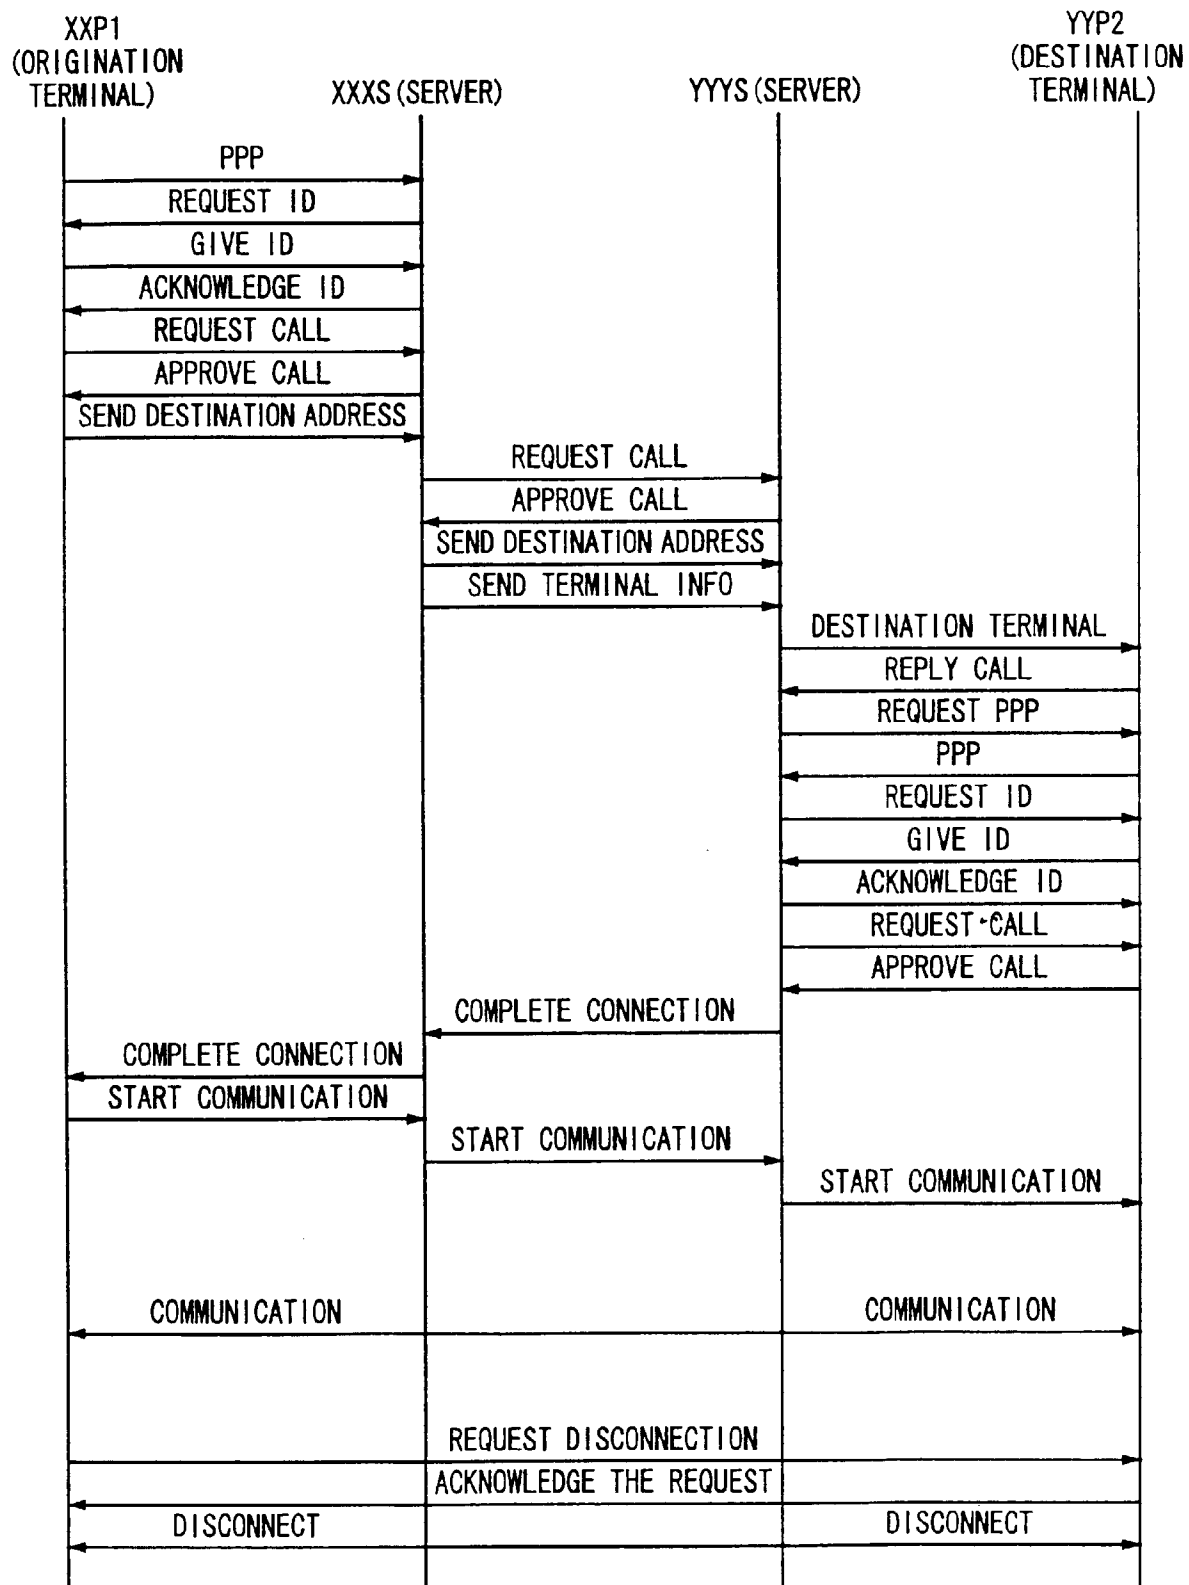 XXP1
(ORIGINATION
TERMINAL)
XXXS(SERVER)
YYYS(SERVER)
YYP2
(DESTINATION
TERMINAL)
PPP
REQUEST ID
GIVE ID
ACKNOWLEDGE ID
REQUEST CALL
APPROVE CALL
SEND DESTINATION ADDRESS
REQUEST CALL
APPROVE CALL
SEND DESTINATION ADDRESS
SEND TERMINAL INFO
DESTINATION TERMINAL
REPLY CALL
REQUEST PPP
PPP
REQUEST ID
GIVE ID
ACKNOWLEDGE ID
REQUEST CALL
APPROVE CALL
COMPLETE CONNECTION
COMPLETE CONNECTION
START COMMUNICATION
START COMMUNICATION
START COMMUNICATION
COMMUNICATION
COMMUNICATION
REQUEST DISCONNECTION
ACKNOWLEDGE THE REQUEST
DISCONNECT
DISCONNECT